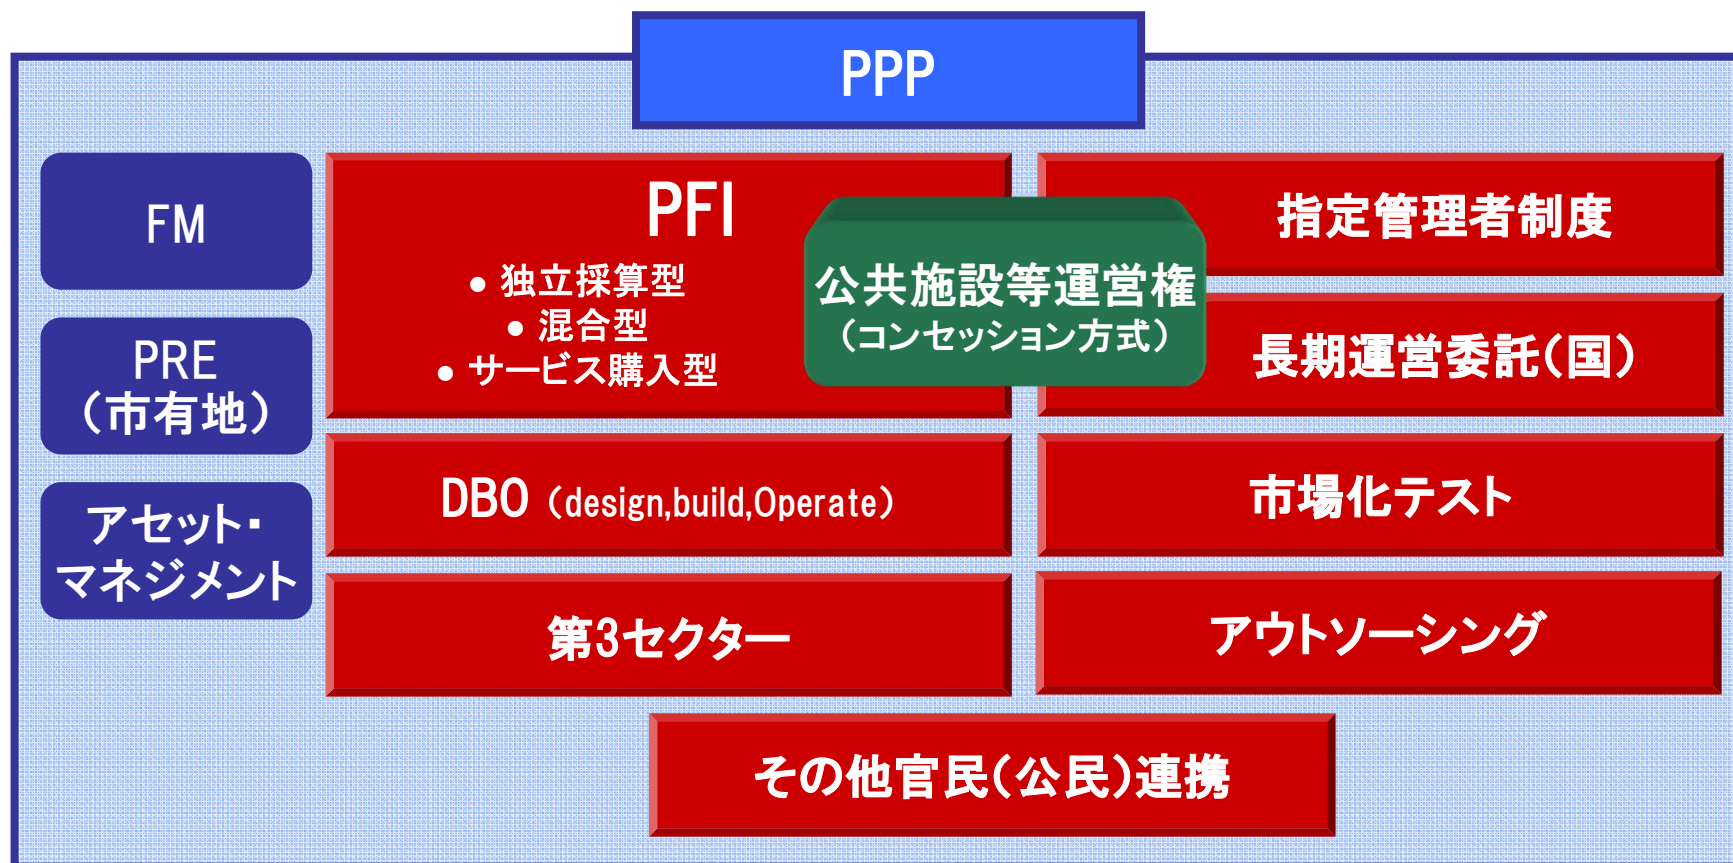 PPP
FM
PRE
（市有地）
アセット・
マネジメント
PFI
● 独立採算型
● 混合型
● サービス購入型
公共施設等運営権
（コンセッション方式）
指定管理者制度
長期運営委託（国）
DBO（design,build,Operate）
市場化テスト
第3セクター
アウトソーシング
その他官民（公民）連携